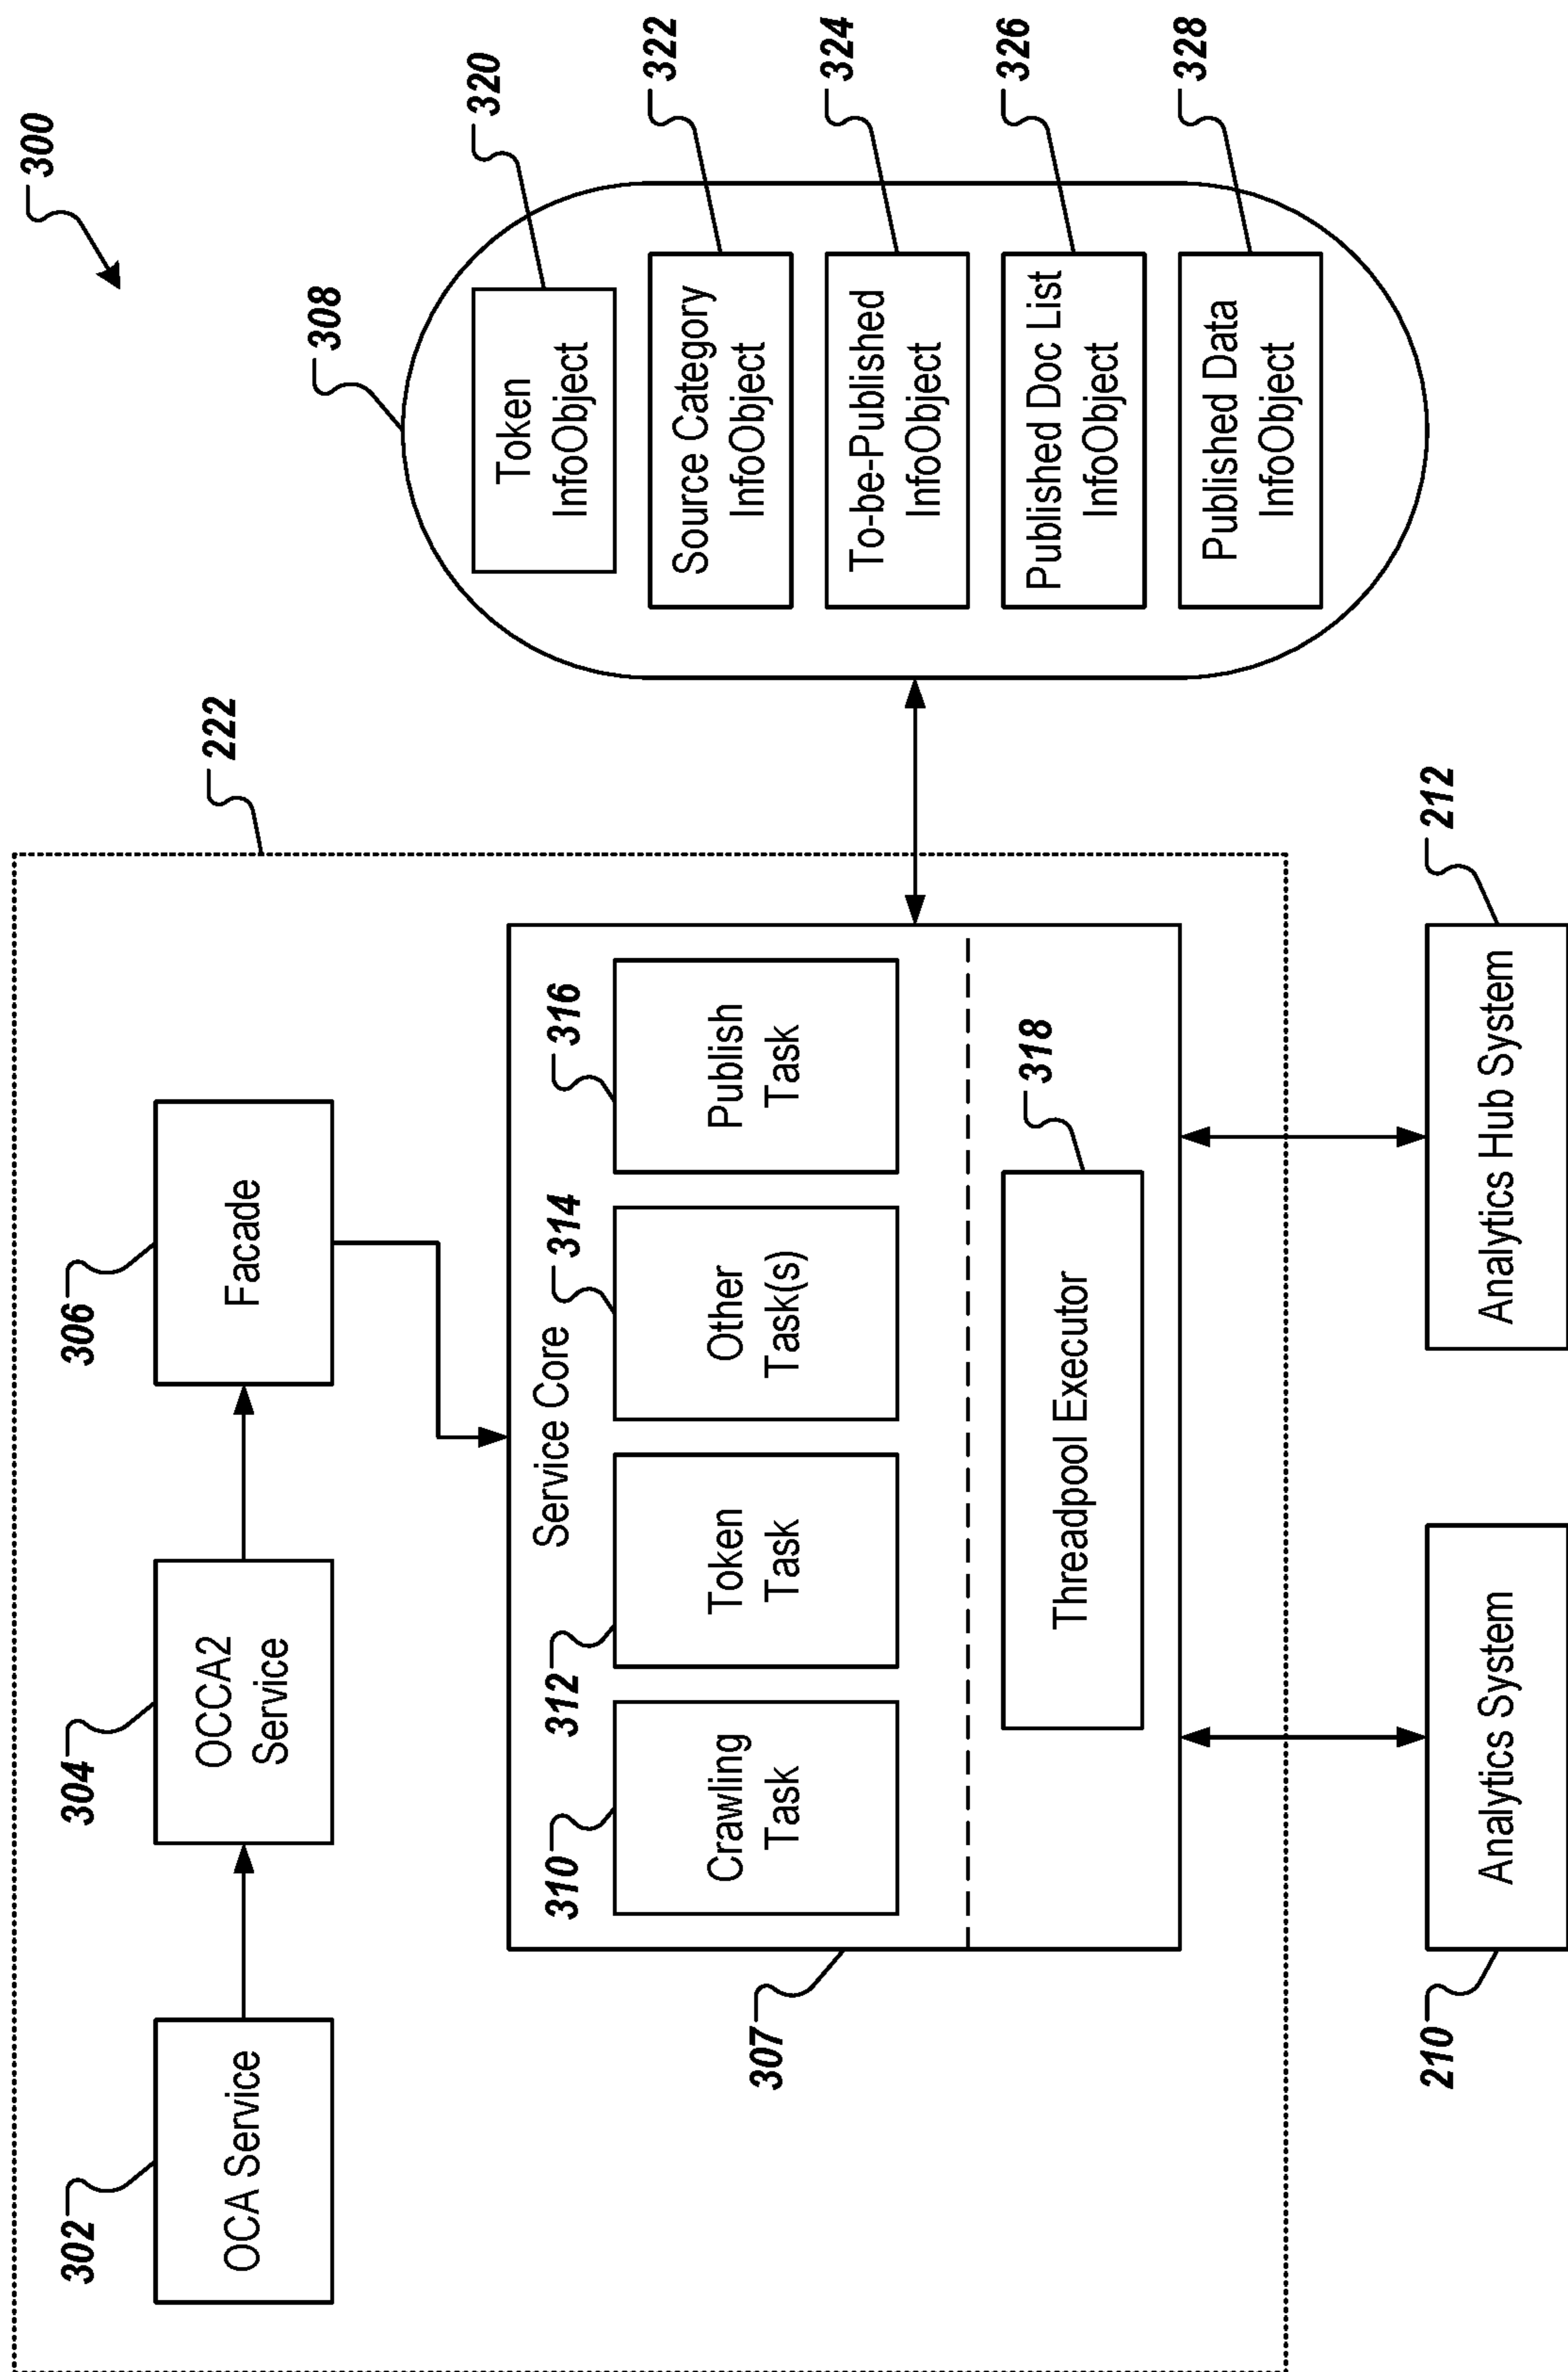 300
222
302
OCA Service
304
OCCA2
Service
306
Facade
308
320
Token
InfoObject
322
Source Category
InfoObject
324
To-be-Published
InfoObject
326
Published Doc List
InfoObject
328
Published Data
InfoObject
307
Service Core
310
Crawling
Task
312
Token
Task
314
Other
Task(s)
316
Publish
Task
318
Threadpool Executor
210
Analytics System
212
Analytics Hub System